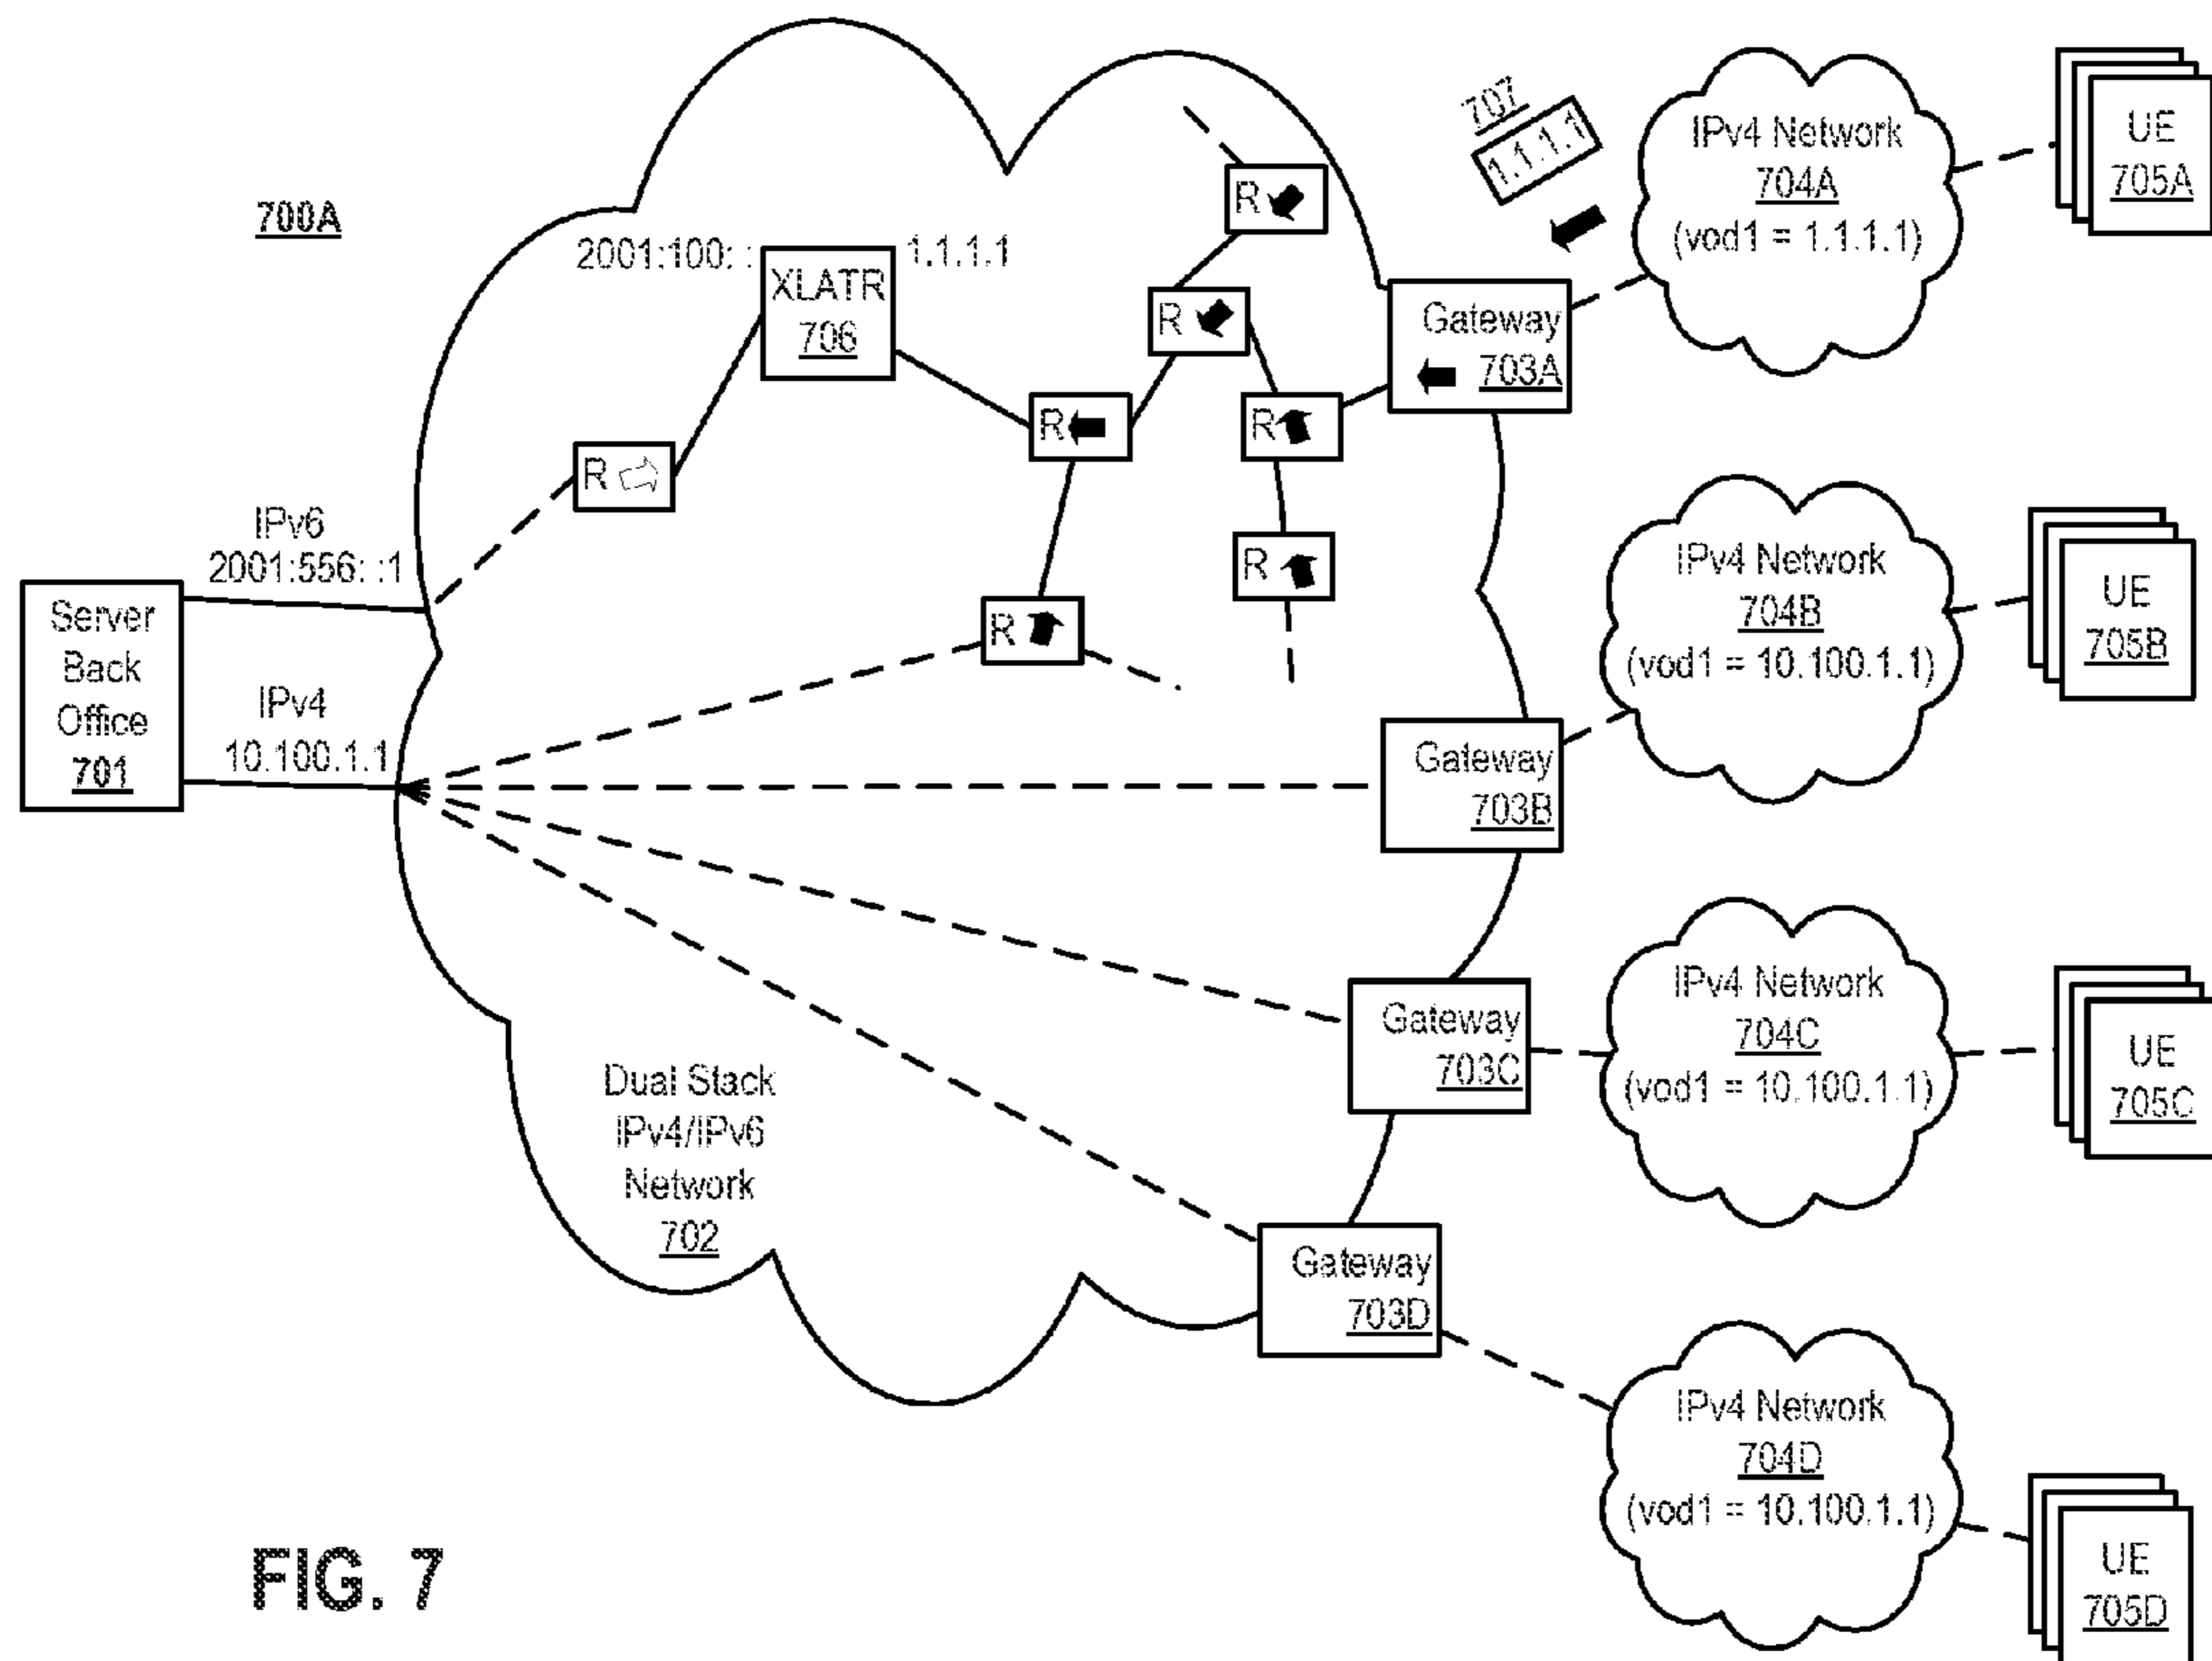 700A
2001:100: :
1.1.1.1
XLATR
706
R
R
R
R
R
R
R
707
1.1.1.1
Gateway
703A
IPv4 Network
704A
(vod1 = 1.1.1.1)
UE
705A
IPv6
2001:556: :1
Server
Back
Office
701
IPv4
10.100.1.1
Gateway
703B
IPv4 Network
704B
(vod1 = 10.100.1.1)
UE
705B
Dual Stack
IPv4/IPv6
Network
702
Gateway
703C
IPv4 Network
704C
(vod1 = 10.100.1.1)
UE
705C
Gateway
703D
IPv4 Network
704D
(vod1 = 10.100.1.1)
UE
705D
FIG. 7